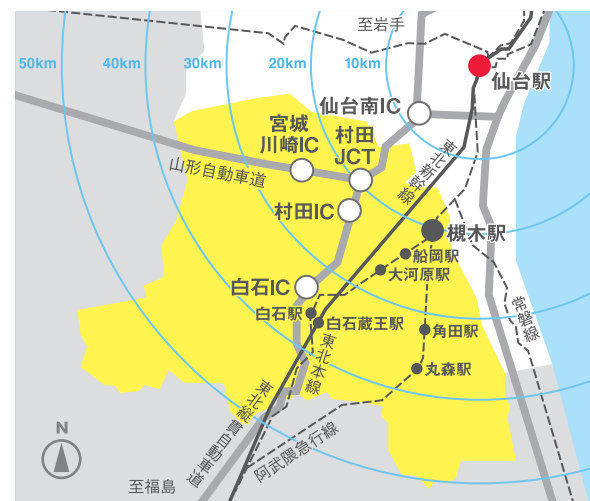 至岩手
50km
40km
30km
20km
10km
仙台駅
仙台南IC
宮城
川崎IC
村田
JCT
東北新幹線
山形自動車道
村田IC
槻木駅
船岡駅
大河原駅
白石IC
白石駅
白石蔵王駅
角田駅
常磐線
東北本線
丸森駅
東北縦貫自動車道
阿武隈急行線
N
至福島